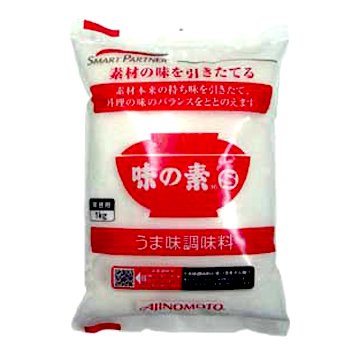 SMART PARTNER
素材の味を引きたてる
素材本来の持ち味を引きたて、
料理の味のバランスをととのえます
味の素
業務用
1kg
うま味調味料
AJINOMOTO